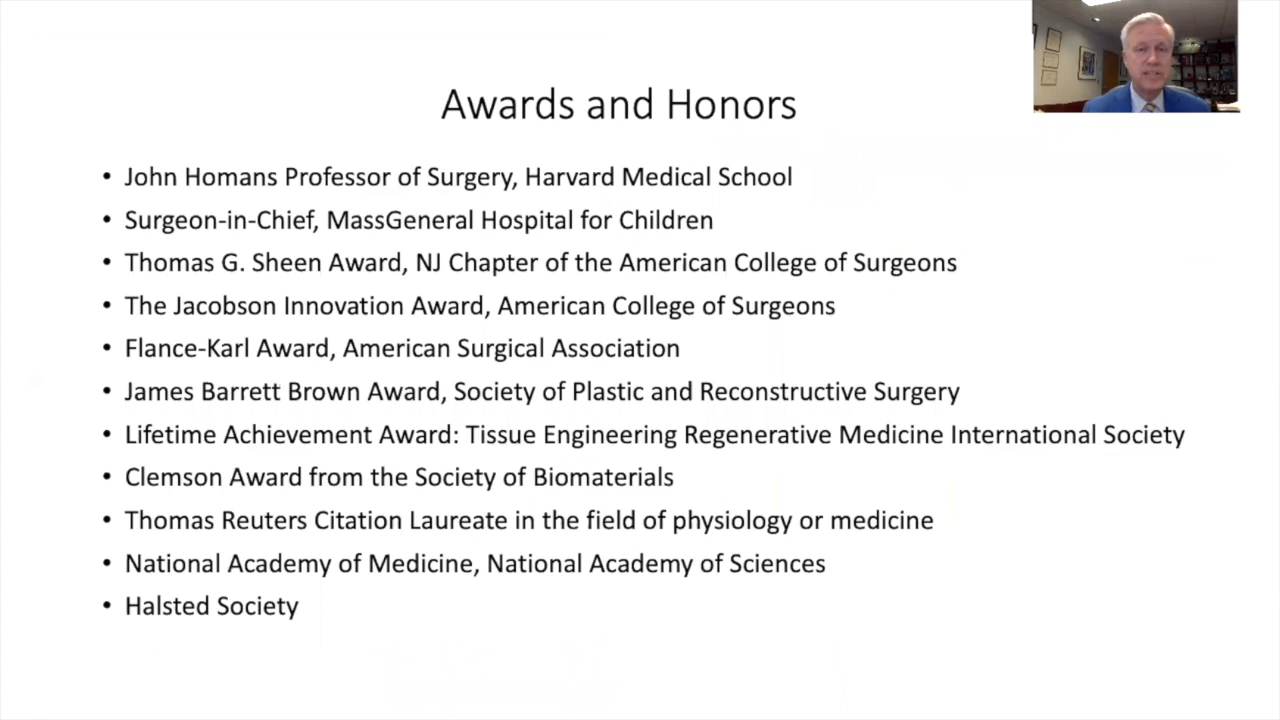 Awards and Honors
• John Homans Professor of Surgery, Harvard Medical School
• Surgeon-in-Chief, MassGeneral Hospital for Children
• Thomas G. Sheen Award, NJ Chapter of the American College of Surgeons
• The Jacobson Innovation Award, American College of Surgeons
• Flance-Karl Award, American Surgical Association
• James Barrett Brown Award, Society of Plastic and Reconstructive Surgery
• Lifetime Achievement Award: Tissue Engineering Regenerative Medicine International Society
• Clemson Award from the Society of Biomaterials
• Thomas Reuters Citation Laureate in the field of physiology or medicine
• National Academy of Medicine, National Academy of Sciences
• Halsted Society